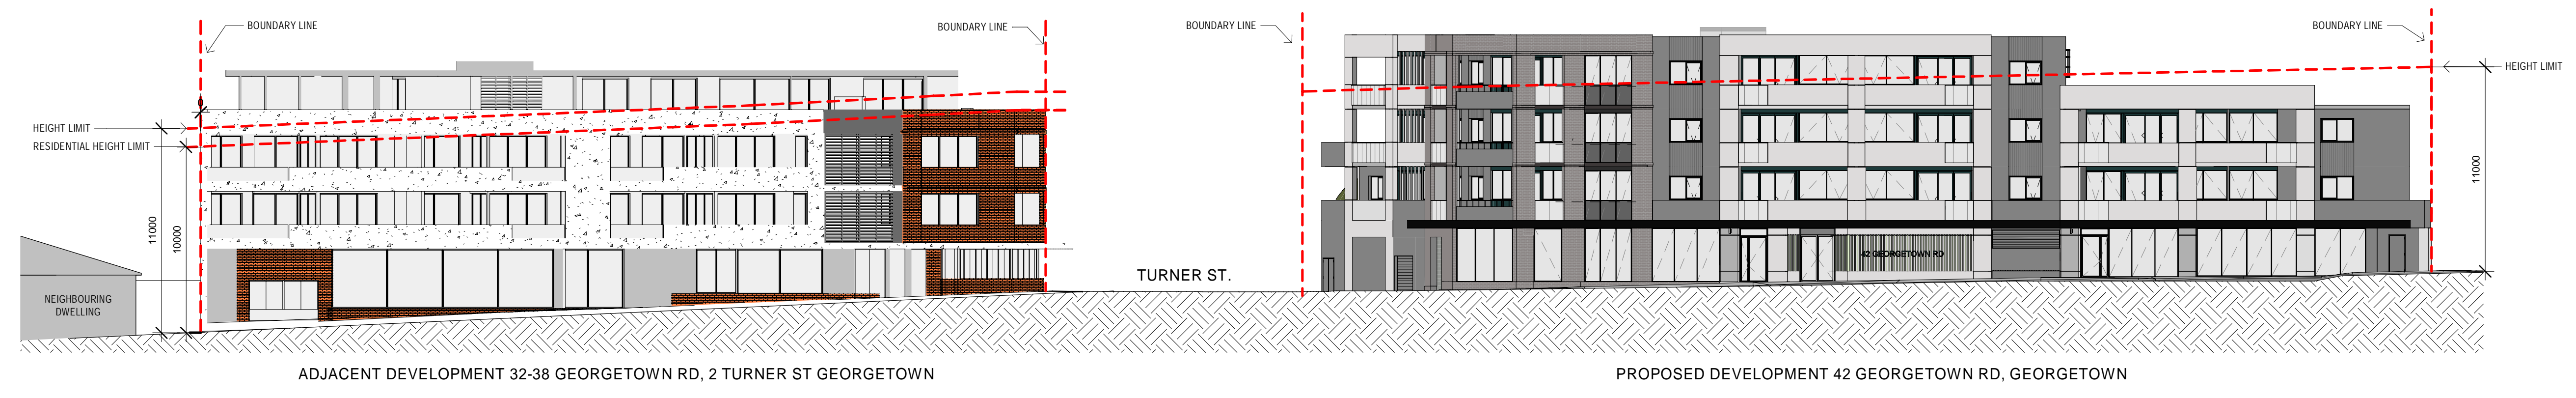 BOUNDARY LINE
BOUNDARY LINE
BOUNDARY LINE
BOUNDARY LINE
HEIGHT LIMIT
HEIGHT LIMIT
RESIDENTIAL HEIGHT LIMIT
11000
10000
11000
42 GEORGETOWN RD
TURNER ST.
NEIGHBOURING
DWELLING
ADJACENT DEVELOPMENT 32-38 GEORGETOWN RD, 2 TURNER ST GEORGETOWN
PROPOSED DEVELOPMENT 42 GEORGETOWN RD, GEORGETOWN